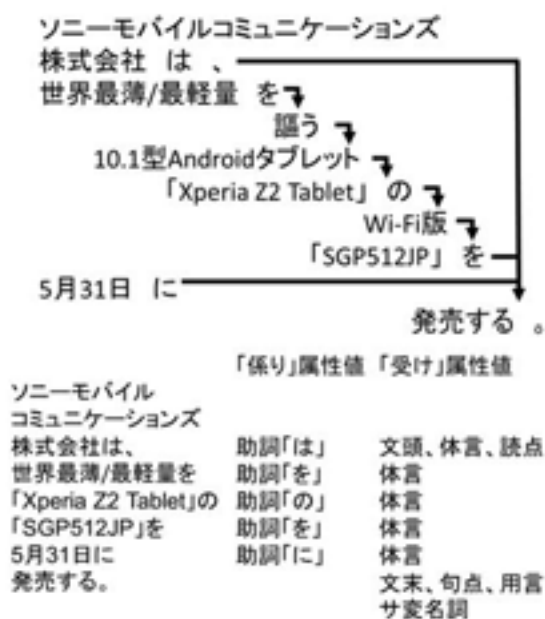 ソニーモバイルコミュニケーションズ
株式会社 は 、
世界最薄/最軽量 を
謳う
10.1型Androidタブレット
「Xperia Z2 Tablet」 の
Wi-Fi版
「SGP512JP」 を
5月31日 に
発売する 。
「係り」属性値 「受け」属性値
ソニーモバイル
コミュニケーションズ
株式会社は、 助詞「は」 文頭、体言、読点
世界最薄/最軽量を 助詞「を」 体言
「Xperia Z2 Tablet」の 助詞「の」 体言
「SGP512JP」を 助詞「を」 体言
5月31日に 助詞「に」 体言
発売する。 文末、句点、用言
サ変名詞